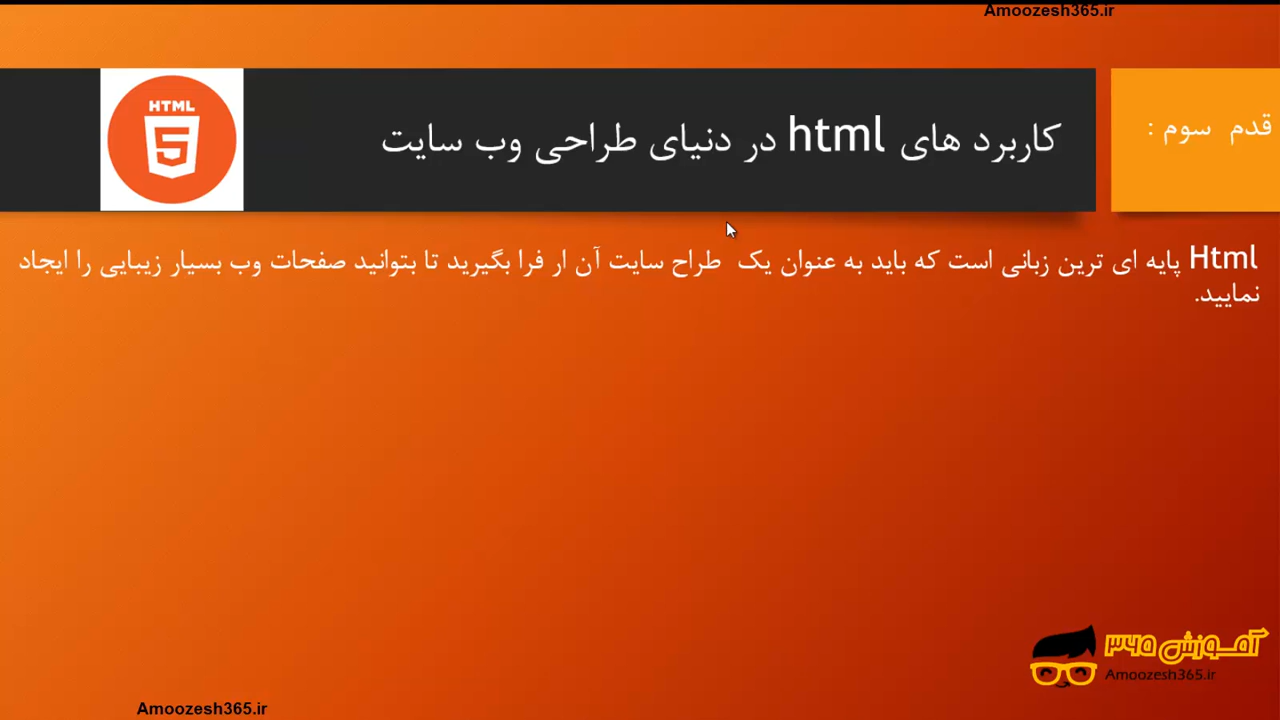 Amoozesh365.ir
قدم سوم :
کاربرد های html در دنیای طراحی وب سایت
HTML
5
Html پایه ای ترین زبانی است که باید به عنوان یک طراح سایت آن ار فرا بگیرید تا بتوانید صفحات وب بسیار زیبایی را ایجاد
نمایید.
آموزش ۳۶۵
Amoozesh365.ir
Amoozesh365.ir